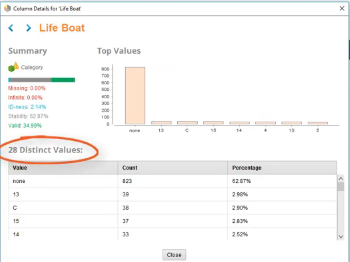 Column Details for 'Life Boat'
Life Boat
Summary
Top Values
Category
Missing: 0.00%
Infinite: 0.00%
ID-ness: 2.14%
Stability: 62.87%
Valid: 34.99%
900
800
700
600
500
400
300
200
100
0
none 13 C 15 14 4 10 5
28 Distinct Values:
Value Count Percentage
none 823 62.87%
13 39 2.98%
C 38 2.90%
15 37 2.83%
14 33 2.52%
Close